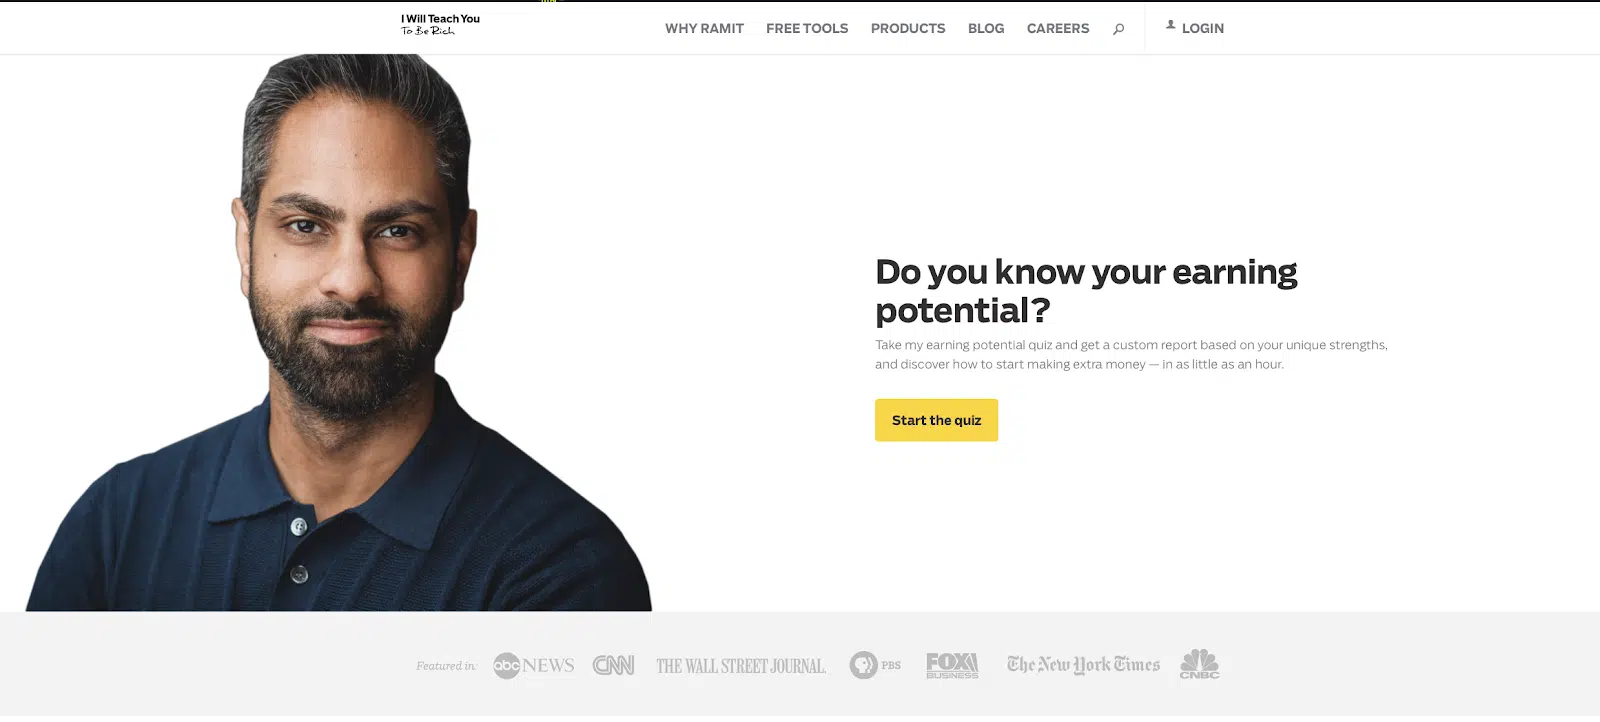 I Will Teach You
To Be Rich
WHY RAMIT FREE TOOLS PRODUCTS BLOG CAREERS LOGIN
Do you know your earning
potential?
Take my earning potential quiz and get a custom report based on your unique strengths,
and discover how to start making extra money — in as little as an hour.
Start the quiz
Featured in: abc NEWS CNN THE WALL STREET JOURNAL. PBS FOX BUSINESS The New York Times CNBC